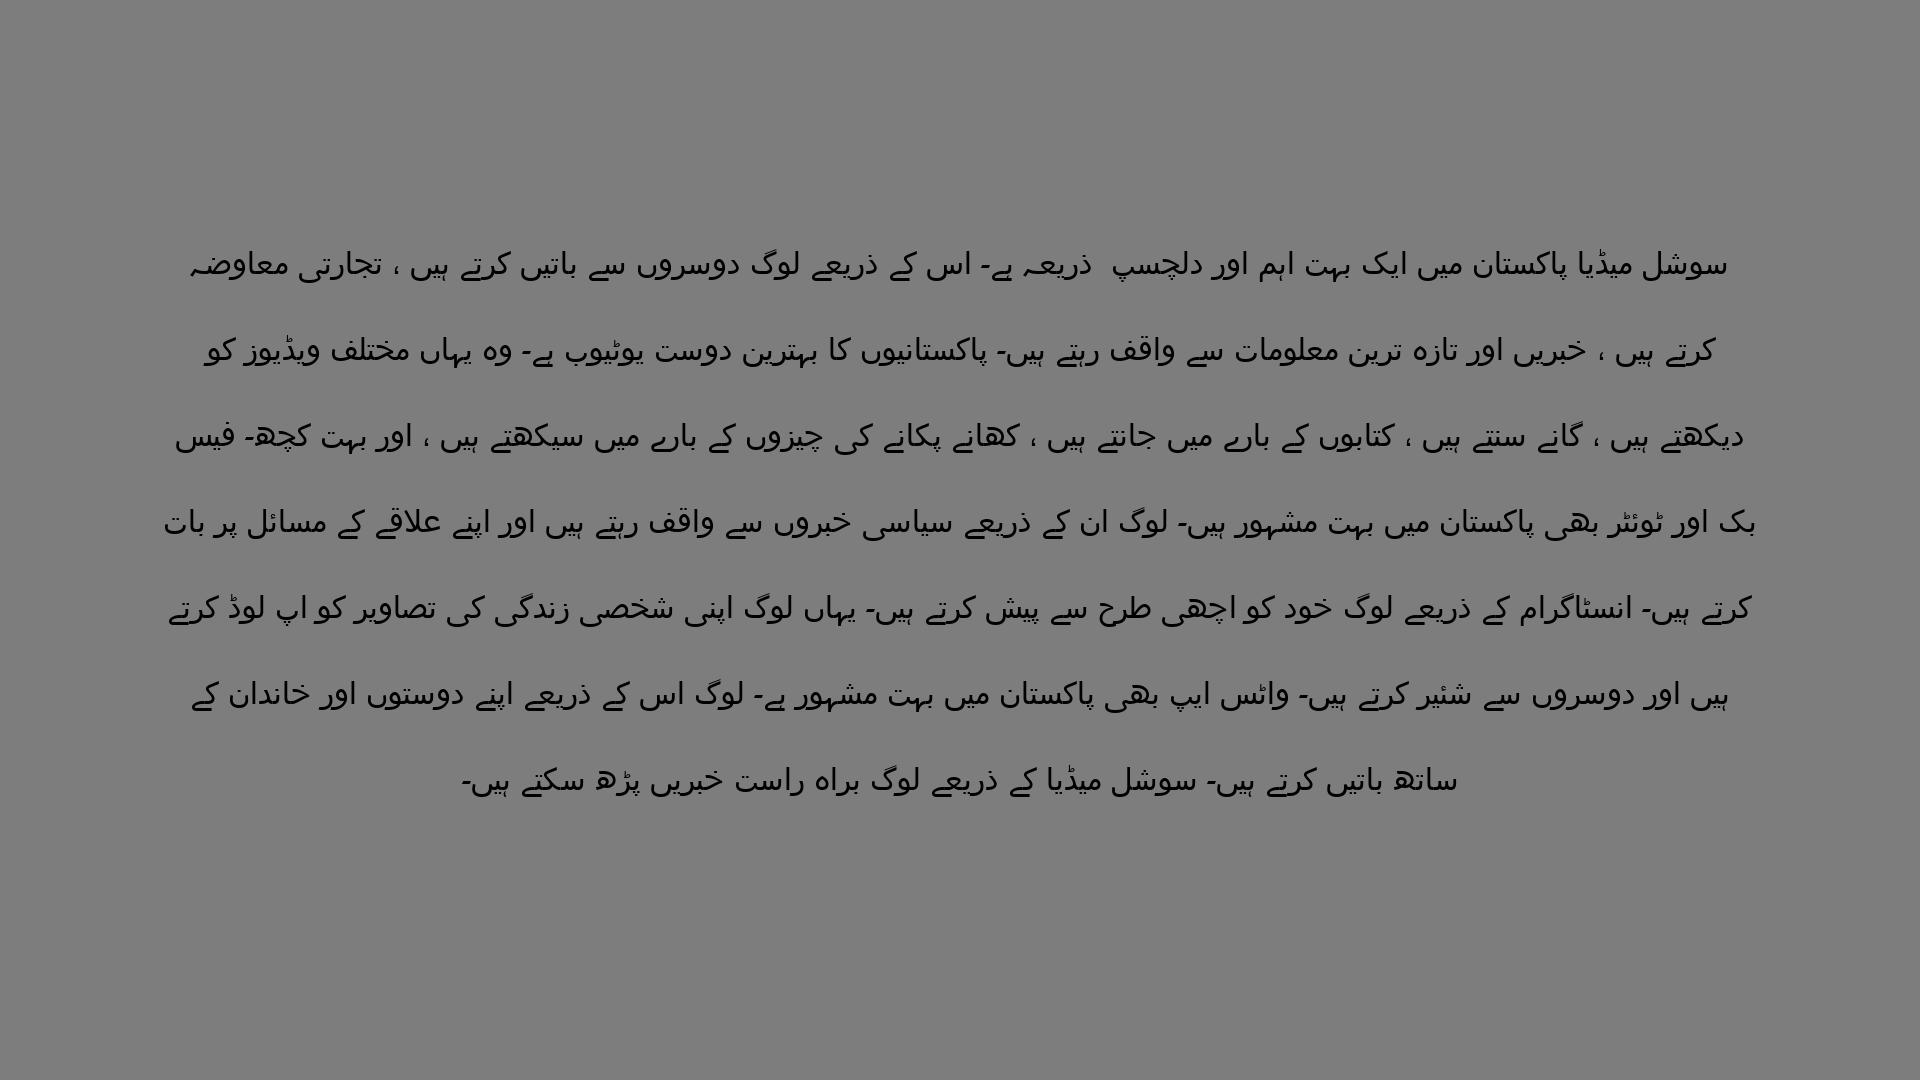 سوشل میڈیا پاکستان میں ایک بہت اہم اور دلچسپ  ذریعہ ہے۔ اس کے ذریعے لوگ دوسروں سے باتیں کرتے ہیں ، تجارتی معاوضہ
کرتے ہیں ، خبریں اور تازہ ترین معلومات سے واقف رہتے ہیں۔ پاکستانیوں کا بہترین دوست یوٹیوب ہے۔ وہ یہاں مختلف ویڈیوز کو
دیکھتے ہیں ، گانے سنتے ہیں ، کتابوں کے بارے میں جانتے ہیں ، کھانے پکانے کی چیزوں کے بارے میں سیکھتے ہیں ، اور بہت کچھ۔ فیس
بک اور ٹوئٹر بھی پاکستان میں بہت مشہور ہیں۔ لوگ ان کے ذریعے سیاسی خبروں سے واقف رہتے ہیں اور اپنے علاقے کے مسائل پر بات
کرتے ہیں۔ انسٹاگرام کے ذریعے لوگ خود کو اچھی طرح سے پیش کرتے ہیں۔ یہاں لوگ اپنی شخصی زندگی کی تصاویر کو اپ لوڈ کرتے
ہیں اور دوسروں سے شئیر کرتے ہیں۔ واٹس ایپ بھی پاکستان میں بہت مشہور ہے۔ لوگ اس کے ذریعے اپنے دوستوں اور خاندان کے
ساتھ باتیں کرتے ہیں۔ سوشل میڈیا کے ذریعے لوگ براہ راست خبریں پڑھ سکتے ہیں۔